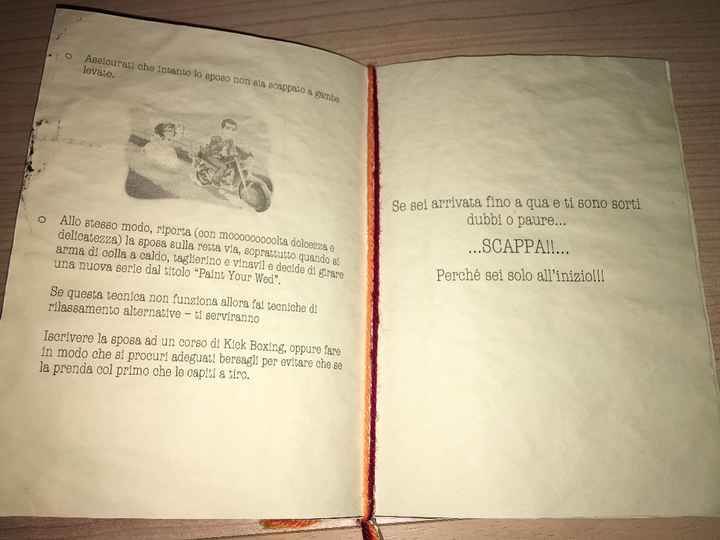 Assicurati che intanto lo sposo non sia scappato a gambe
levate.
Allo stesso modo, riporta (con mooooooooolta dolcezza e
delicatezza) la sposa sulla retta via, soprattutto quando si
arma di colla a caldo, taglierino e vinavil e decide di girare
una nuova serie dal titolo “Paint Your Wed”.
Se questa tecnica non funziona allora fai tecniche di
rilassamento alternative – ti serviranno
Iscrivere la sposa ad un corso di Kick Boxing, oppure fare
in modo che si procuri adeguati bersagli per evitare che se
la prenda col primo che le capiti a tiro.
Se sei arrivata fino a qua e ti sono sorti
dubbi o paure...
...SCAPPA!!...
Perché sei solo all’inizio!!!